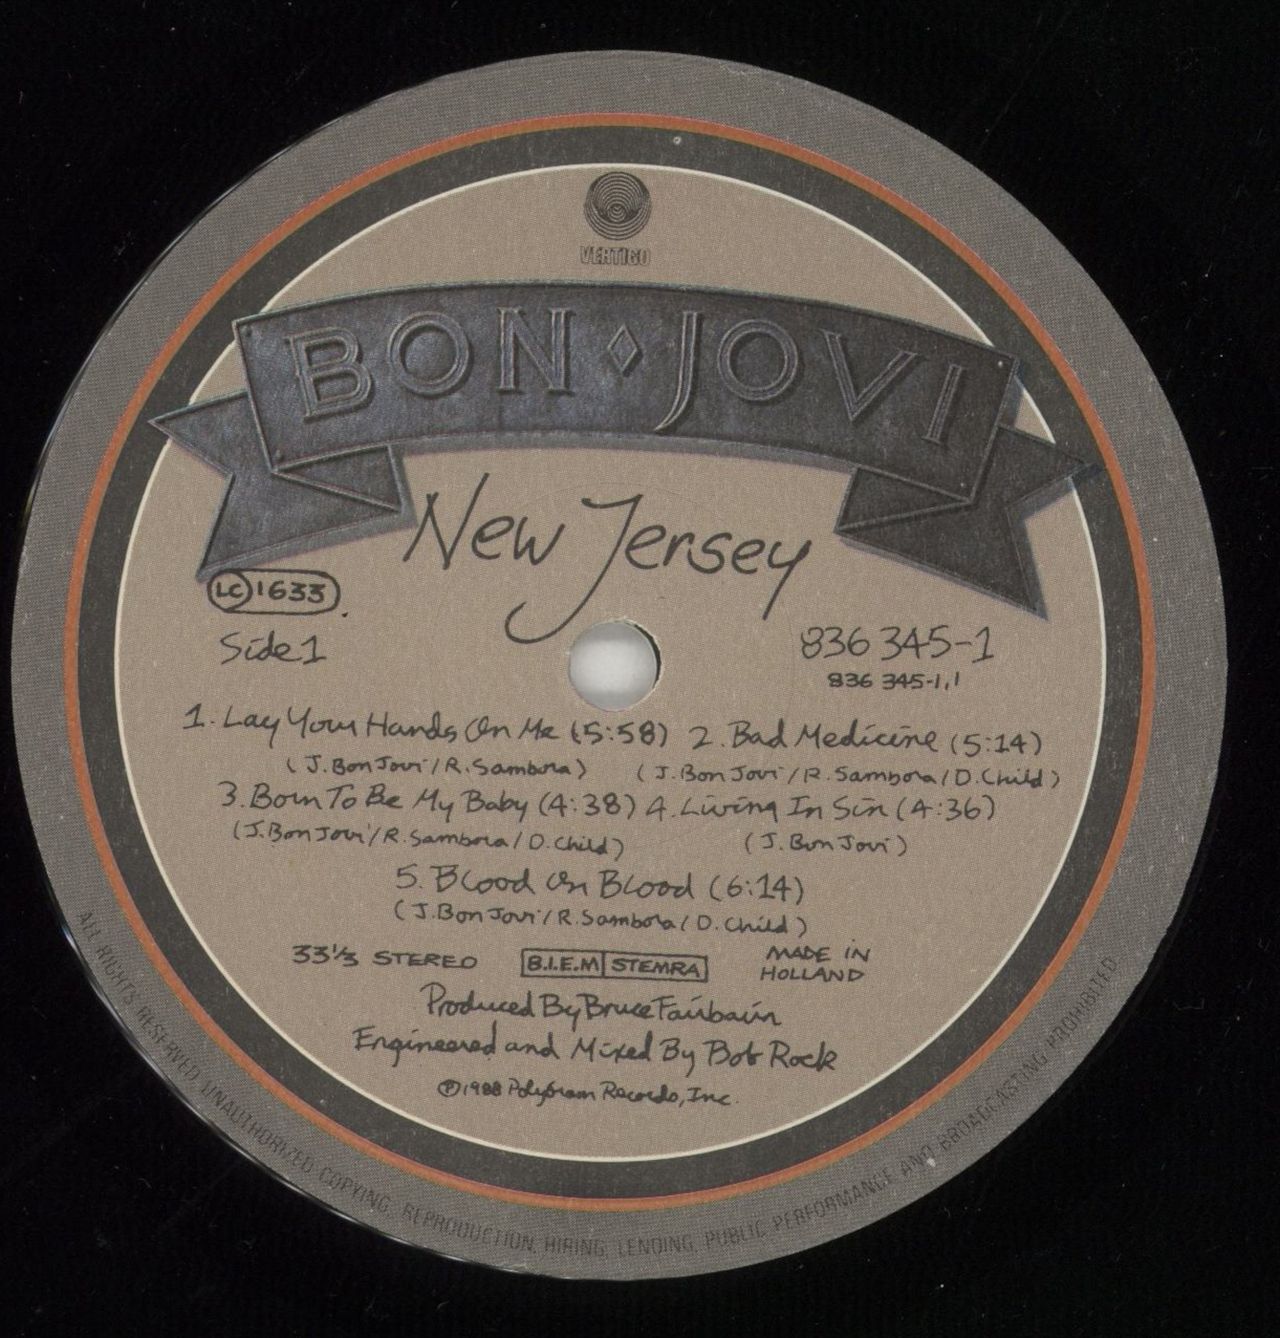 VERTIGO
BON ◇ JOVI
New Jersey
LC 1633
Side 1
836 345-1
836 345-1,1
1. Lay Your Hands On Me (5:58) 2. Bad Medicine (5:14)
(J. Bon Jovi/R. Sambora) (J. Bon Jovi/R. Sambora/D. Child)
3. Born To Be My Baby (4:38) 4. Living In Sin (4:36)
(J. Bon Jovi/R. Sambora/D. Child) (J. Bon Jovi)
5. Blood On Blood (6:14)
(J. Bon Jovi/R. Sambora/D. Child)
33⅓ STEREO B.I.E.M STEMRA MADE IN
HOLLAND
Produced By Bruce Fairbairn
Engineered and Mixed By Bob Rock
℗1988 PolyGram Records, Inc.
ALL RIGHTS RESERVED. UNAUTHORIZED COPYING, REPRODUCTION, HIRING, LENDING, PUBLIC PERFORMANCE AND BROADCASTING PROHIBITED